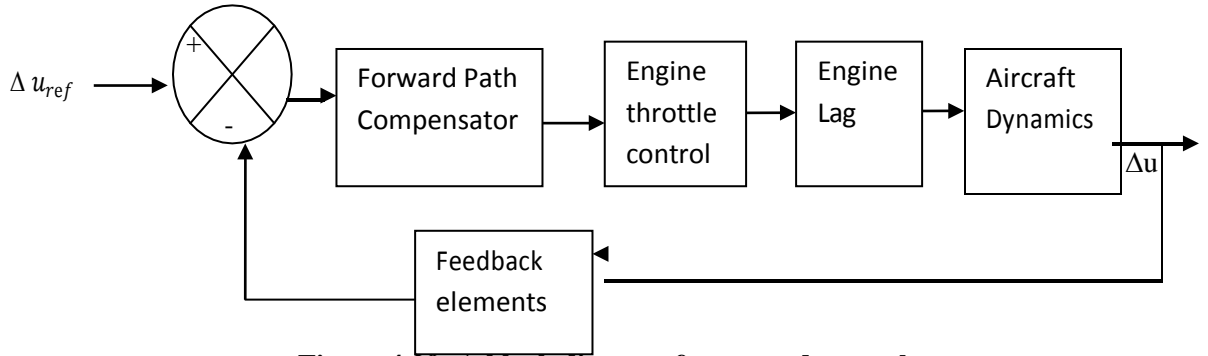 Δ u_ref
+
-
Forward Path
Compensator
Engine
throttle
control
Engine
Lag
Aircraft
Dynamics
Δu
Feedback
elements